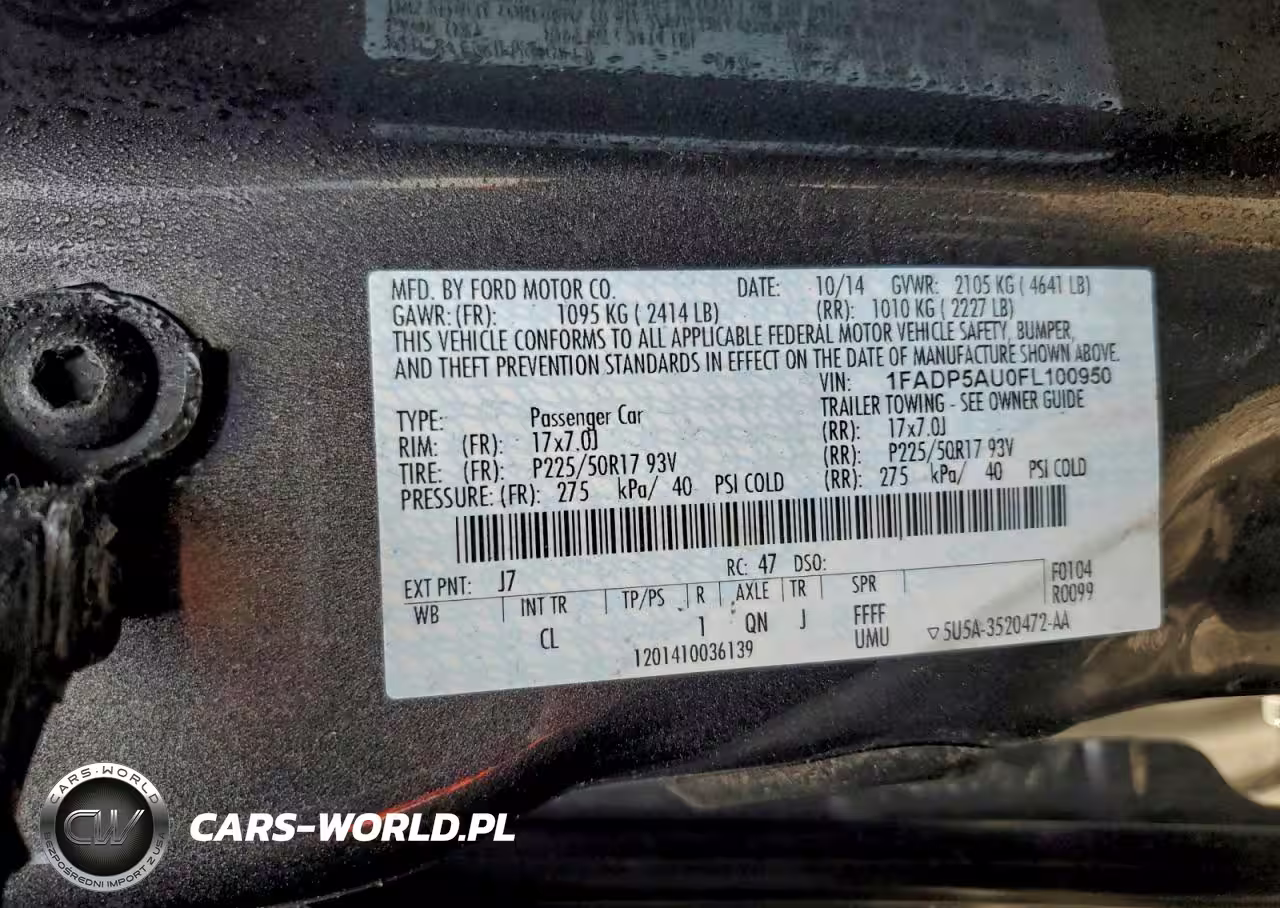 MFD. BY FORD MOTOR CO. DATE: 10/14 GVWR: 2105 KG ( 4641 LB)
GAWR: (FR): 1095 KG ( 2414 LB) (RR): 1010 KG ( 2227 LB)
THIS VEHICLE CONFORMS TO ALL APPLICABLE FEDERAL MOTOR VEHICLE SAFETY, BUMPER,
AND THEFT PREVENTION STANDARDS IN EFFECT ON THE DATE OF MANUFACTURE SHOWN ABOVE.
VIN: 1FADP5AU0FL100950
TYPE: Passenger Car TRAILER TOWING - SEE OWNER GUIDE
RIM: (FR): 17x7.0J (RR): 17x7.0J
TIRE: (FR): P225/50R17 93V (RR): P225/50R17 93V
PRESSURE: (FR): 275 kPa/ 40 PSI COLD (RR): 275 kPa/ 40 PSI COLD
EXT PNT: J7 RC: 47 DSO:
WB INT TR TP/PS R AXLE TR SPR F0104
R0099
CL 1 QN J FFFF
UMU ▽5U5A-3520472-AA
1201410036139
CARS-WORLD
CW
BEZPOŚREDNI IMPORT Z USA
CARS-WORLD.PL